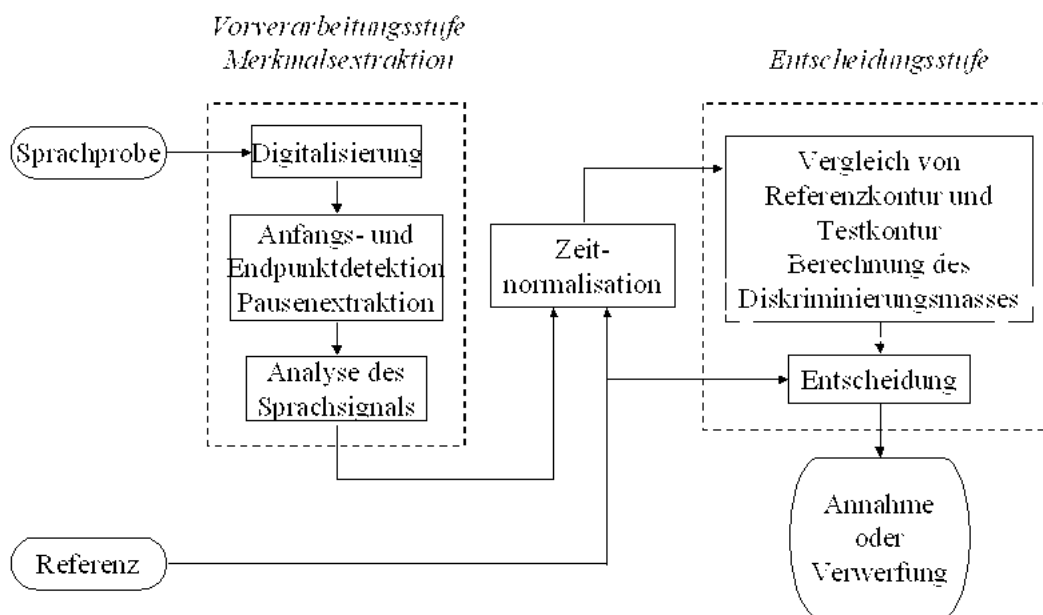 Vorverarbeitungsstufe
Merkmalsextraktion
Entscheidungsstufe
Sprachprobe
Digitalisierung
Anfangs- und
Endpunktdetektion
Pausenextraktion
Analyse des
Sprachsignals
Zeit-
normalisation
Vergleich von
Referenzkontur und
Testkontur
Berechnung des
Diskriminierungsmasses
Entscheidung
Annahme
oder
Verwerfung
Referenz